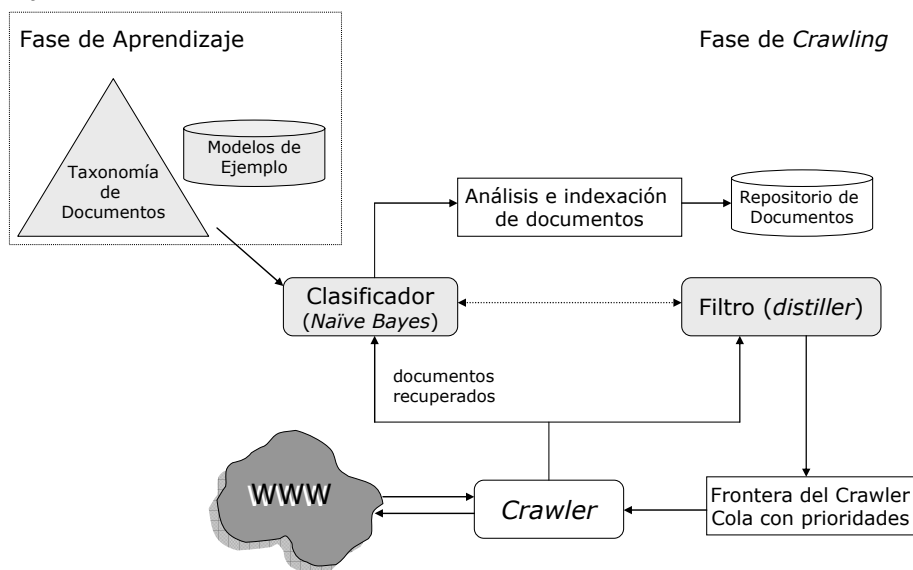 Fase de Aprendizaje
Fase de Crawling
Modelos de
Ejemplo
Taxonomía
de
Documentos
Análisis e indexación
de documentos
Repositorio de
Documentos
Clasificador
(Naïve Bayes)
Filtro (distiller)
documentos
recuperados
WWW
Crawler
Frontera del Crawler
Cola con prioridades